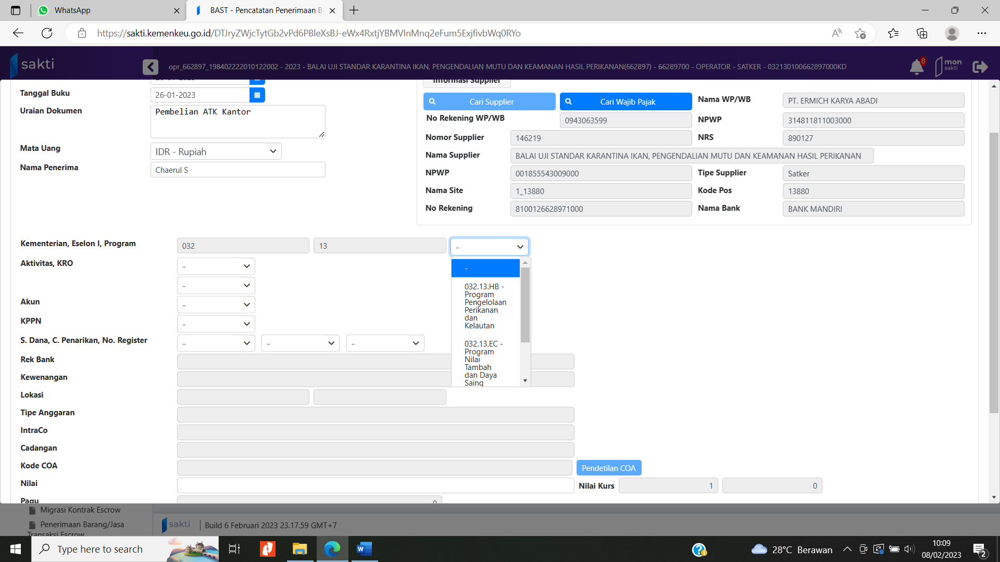 WhatsApp
BAST - Pencatatan Penerimaan B
https://sakti.kemenkeu.go.id/DTJryZWjcTytGb2vPd6PBleXsBJ-eWx4RxtjYBMVInMnq2eFum5ExjfivbWq0RYo
sakti
opr_662897_198402222010122002 - 2023 - BALAI UJI STANDAR KARANTINA IKAN, PENGENDALIAN MUTU DAN KEAMANAN HASIL PERIKANAN(662897) - 66289700 - OPERATOR - SATKER - 032130100662897000KD
8
mon
sakti
Informasi Supplier
Tanggal Buku
26-01-2023
Cari Supplier
Cari Wajib Pajak
Nama WP/WB
PT. ERMICH KARYA ABADI
Uraian Dokumen
Pembelian ATK Kantor
No Rekening WP/WB
0943063599
NPWP
314811811003000
Nomor Supplier
146219
NRS
890127
Mata Uang
IDR - Rupiah
Nama Supplier
BALAI UJI STANDAR KARANTINA IKAN, PENGENDALIAN MUTU DAN KEAMANAN HASIL PERIKANAN
Nama Penerima
Chaerul S
NPWP
001855543009000
Tipe Supplier
Satker
Nama Site
1_13880
Kode Pos
13880
No Rekening
8100126628971000
Nama Bank
BANK MANDIRI
Kementerian, Eselon I, Program
032
13
-
Aktivitas, KRO
-
-
-
032.13.HB -
Program
Pengelolaan
Perikanan
dan
Kelautan
032.13.EC -
Program
Nilai
Tambah
dan Daya
Saing
Akun
-
KPPN
-
S. Dana, C. Penarikan, No. Register
-
-
-
Rek Bank
Kewenangan
Lokasi
Tipe Anggaran
IntraCo
Cadangan
Kode COA
Pendetilan COA
Nilai
Nilai Kurs
1
0
Pagu
0
Migrasi Kontrak Escrow
Penerimaan Barang/Jasa
Transaksi Escrow
sakti
Build 6 Februari 2023 23.17.59 GMT+7
Type here to search
28°C Berawan
10:09
08/02/2023
2